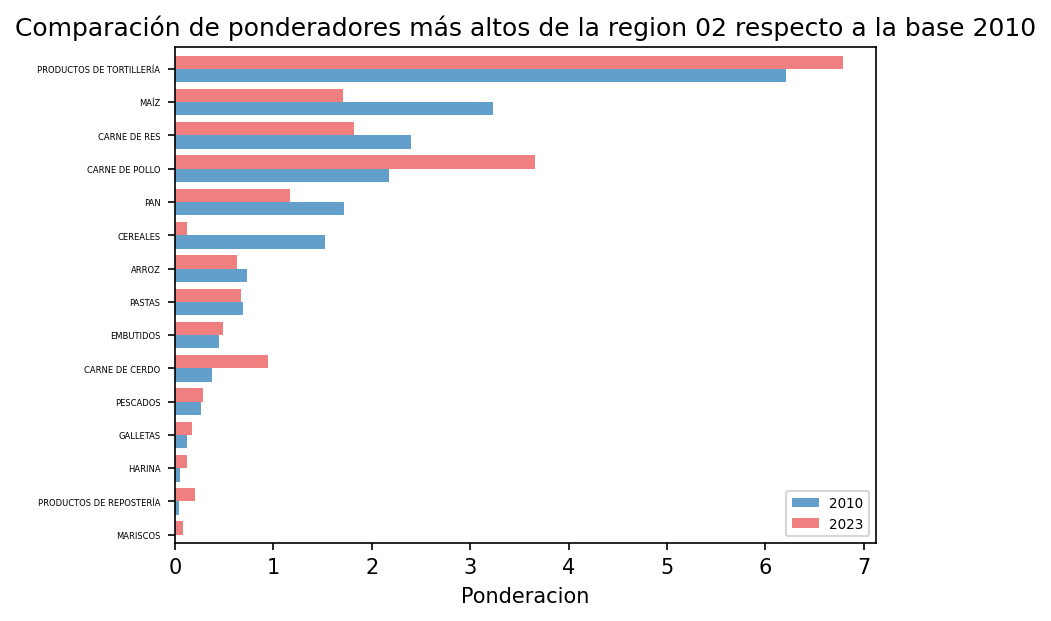 Comparación de ponderadores más altos de la region 02 respecto a la base 2010
PRODUCTOS DE TORTILLERÍA
MAÍZ
CARNE DE RES
CARNE DE POLLO
PAN
CEREALES
ARROZ
PASTAS
EMBUTIDOS
CARNE DE CERDO
PESCADOS
GALLETAS
HARINA
PRODUCTOS DE REPOSTERÍA
MARISCOS
2010
2023
0 1 2 3 4 5 6 7
Ponderacion